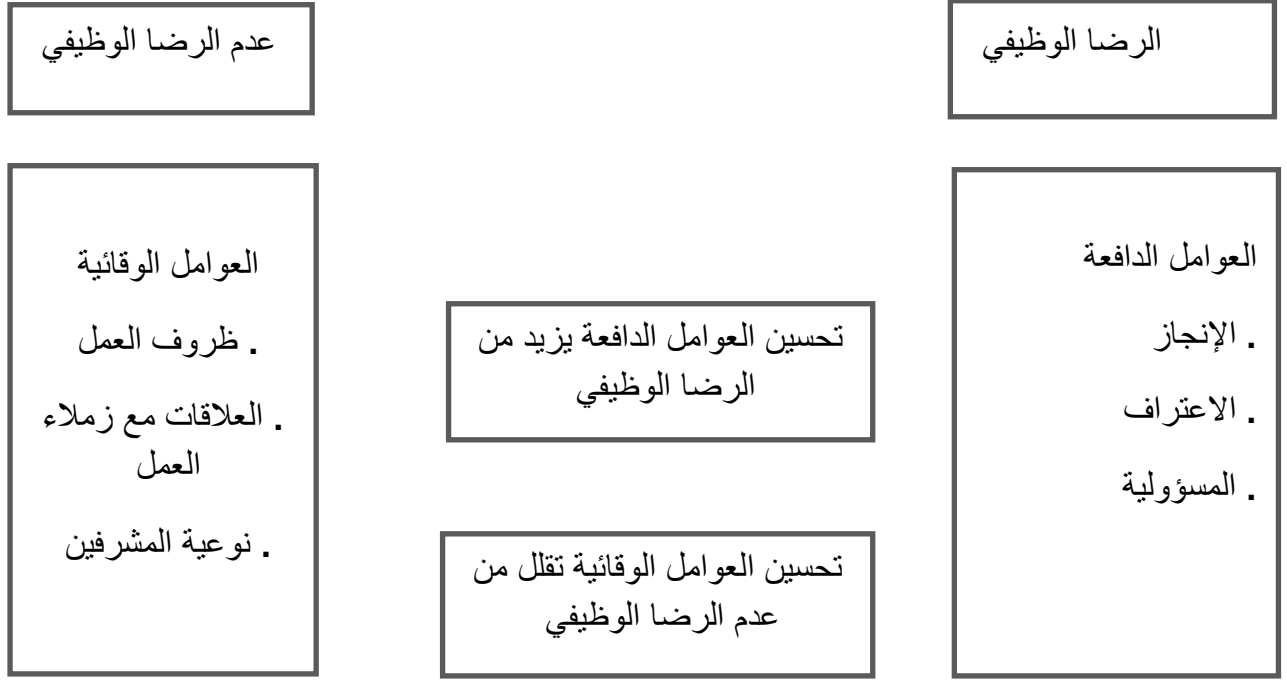 الرضا الوظيفي
عدم الرضا الوظيفي
العوامل الدافعة
. الإنجاز
. الاعتراف
. المسؤولية
تحسين العوامل الدافعة يزيد من
الرضا الوظيفي
تحسين العوامل الوقائية تقلل من
عدم الرضا الوظيفي
العوامل الوقائية
. ظروف العمل
. العلاقات مع زملاء
العمل
. نوعية المشرفين